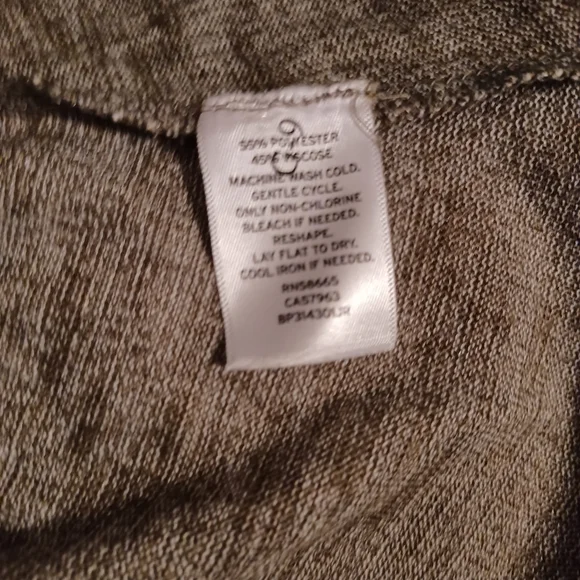 55% POLYESTER
45% VISCOSE
MACHINE WASH COLD.
GENTLE CYCLE.
ONLY NON-CHLORINE
BLEACH IF NEEDED.
RESHAPE.
LAY FLAT TO DRY.
COOL IRON IF NEEDED.
RN58665
CA57963
BP314301JR